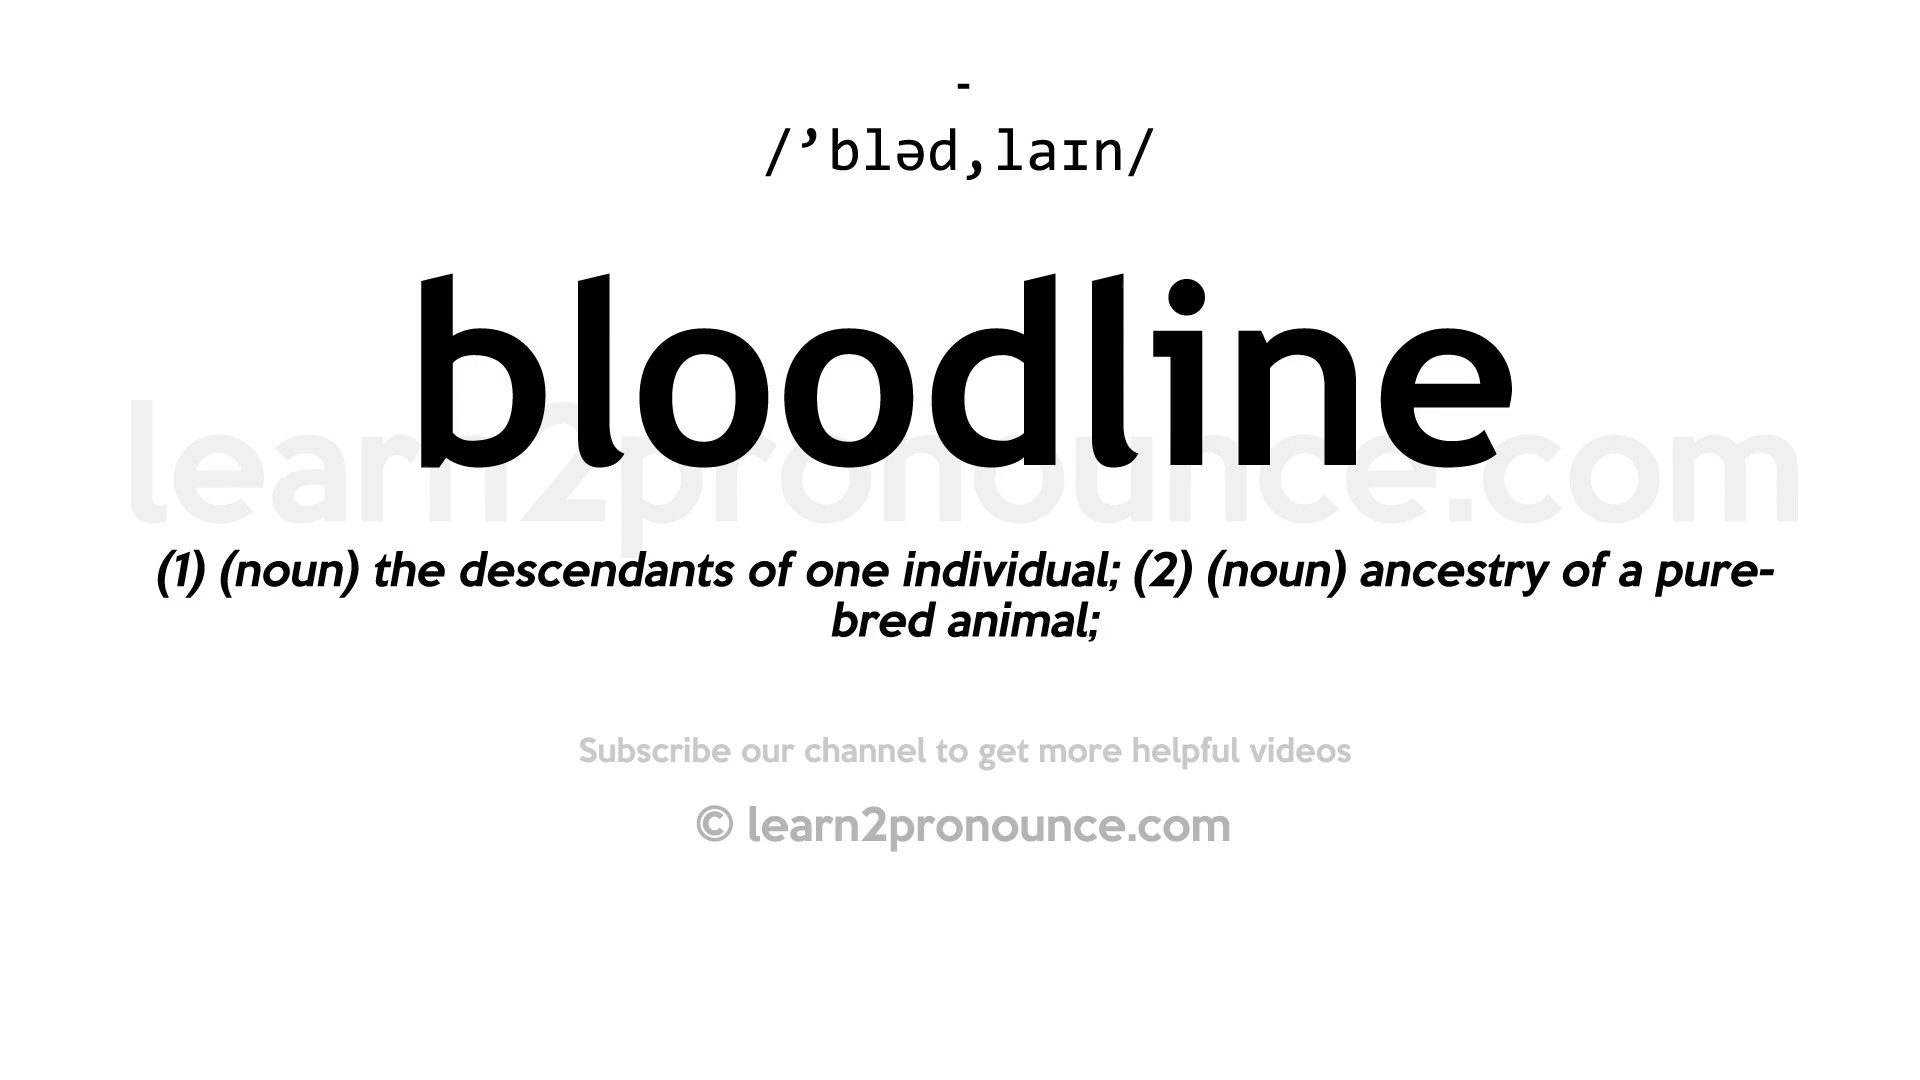 -
/’bləd,laɪn/
bloodline
learn2pronounce.com
(1) (noun) the descendants of one individual; (2) (noun) ancestry of a pure-
bred animal;
Subscribe our channel to get more helpful videos
© learn2pronounce.com